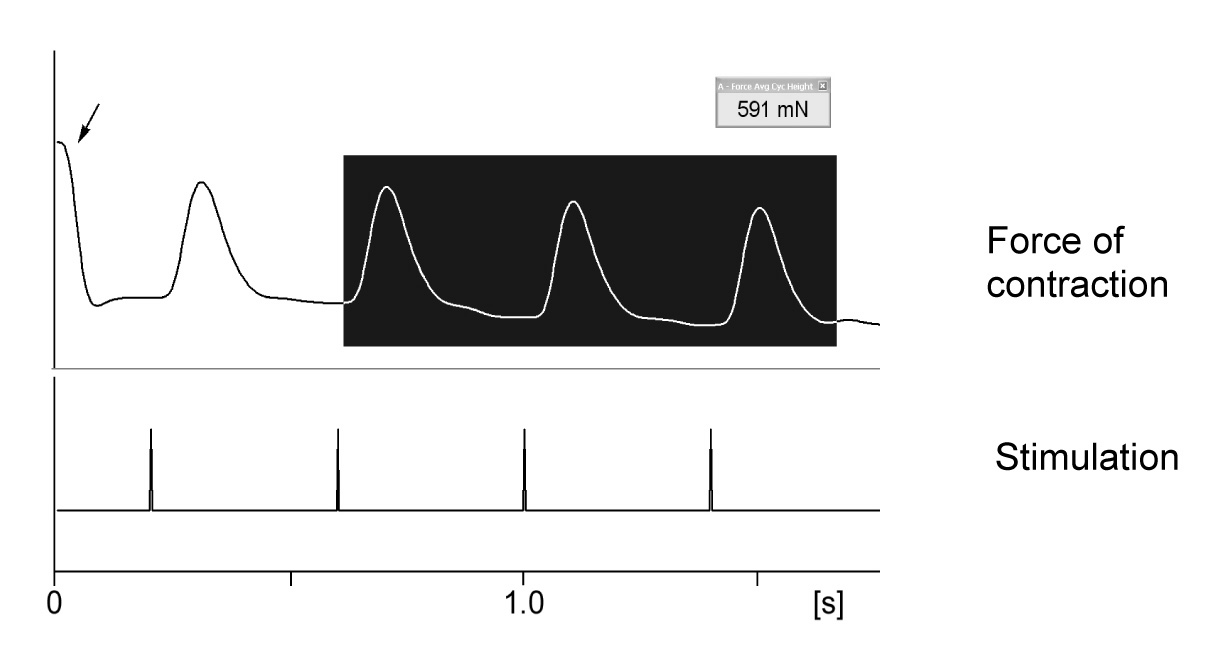 A - Force Avg Cyc Height
591 mN
Force of
contraction
Stimulation
0 1.0 [s]